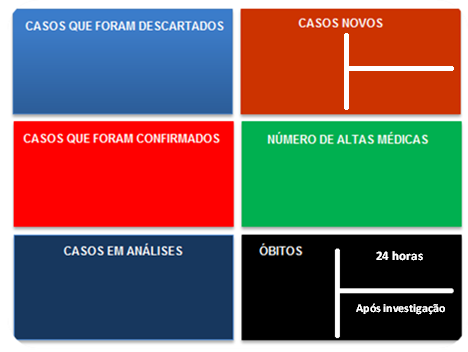 CASOS QUE FORAM DESCARTADOS
CASOS NOVOS
CASOS QUE FORAM CONFIRMADOS
NÚMERO DE ALTAS MÉDICAS
CASOS EM ANÁLISES
ÓBITOS
24 horas
Após investigação